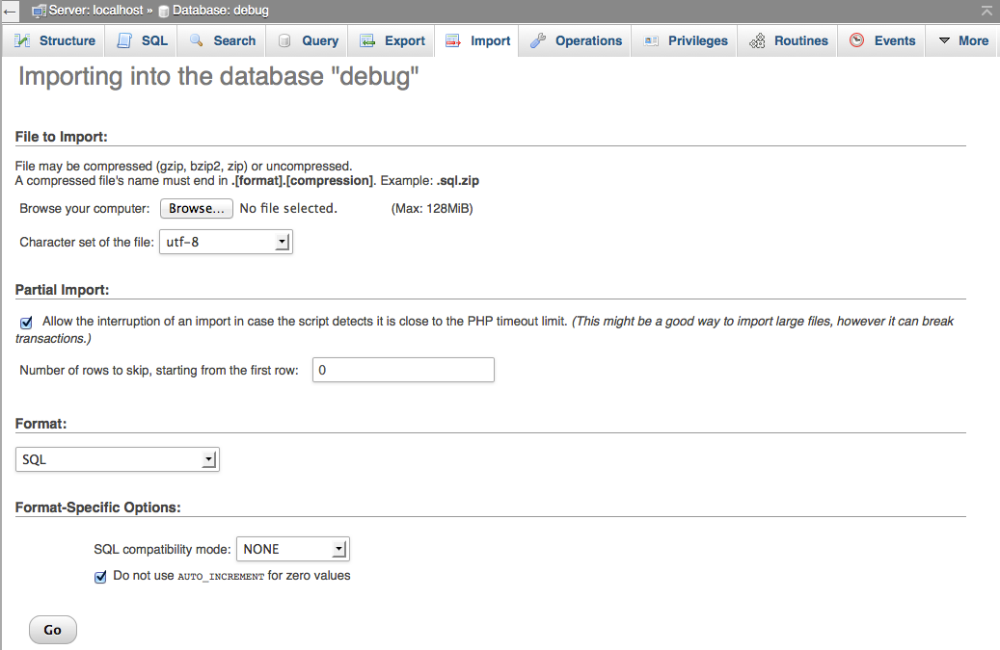 Server: localhost » Database: debug
Structure SQL Search Query Export Import Operations Privileges Routines Events More
Importing into the database "debug"
File to Import:
File may be compressed (gzip, bzip2, zip) or uncompressed.
A compressed file's name must end in .[format].[compression]. Example: .sql.zip
Browse your computer: Browse... No file selected. (Max: 128MiB)
Character set of the file: utf-8
Partial Import:
Allow the interruption of an import in case the script detects it is close to the PHP timeout limit. (This might be a good way to import large files, however it can break
transactions.)
Number of rows to skip, starting from the first row: 0
Format:
SQL
Format-Specific Options:
SQL compatibility mode: NONE
Do not use AUTO_INCREMENT for zero values
Go